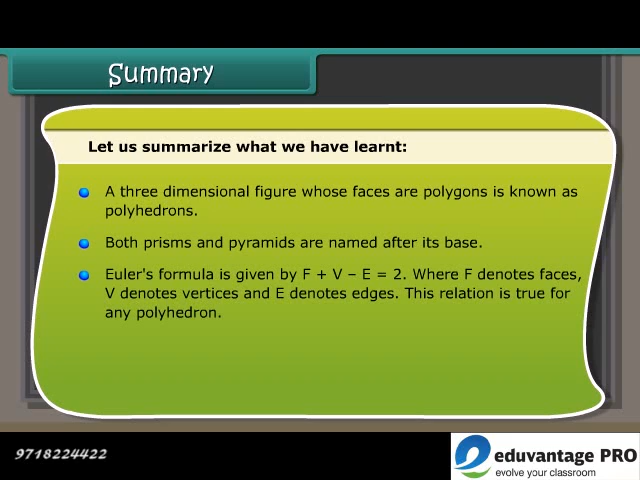 Summary
Let us summarize what we have learnt:
A three dimensional figure whose faces are polygons is known as
polyhedrons.
Both prisms and pyramids are named after its base.
Euler's formula is given by F + V – E = 2. Where F denotes faces,
V denotes vertices and E denotes edges. This relation is true for
any polyhedron.
9718224422
eduvantage PRO
evolve your classroom